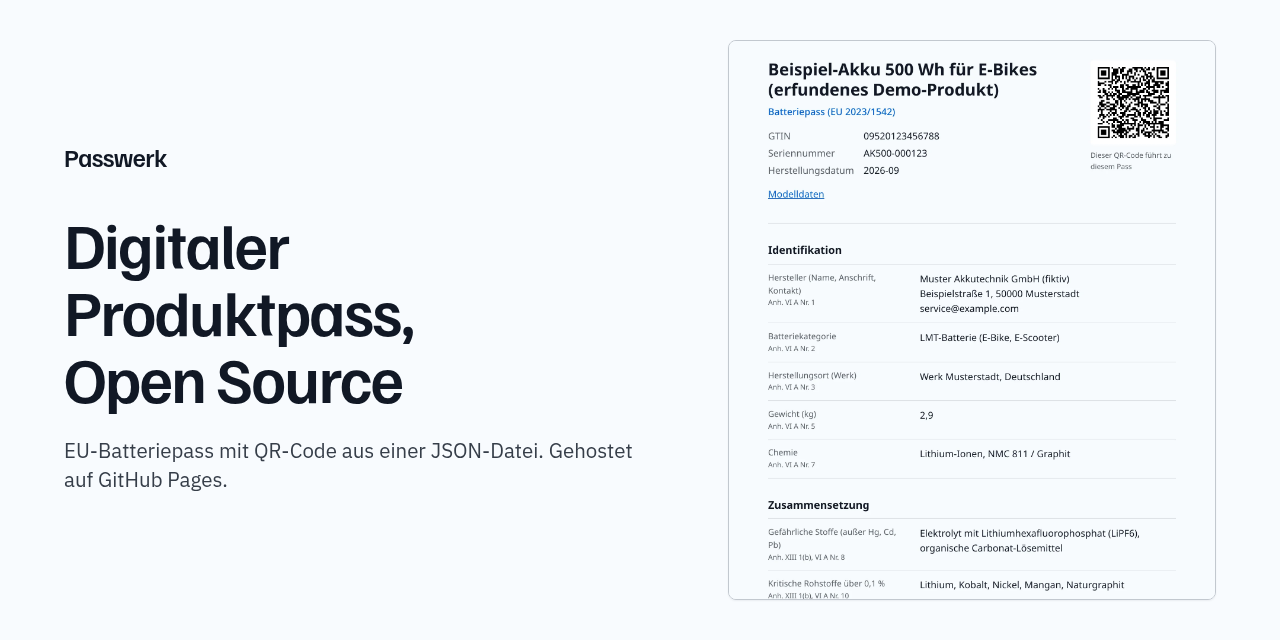 Passwerk
Digitaler
Produktpass,
Open Source
EU-Batteriepass mit QR-Code aus einer JSON-Datei. Gehostet
auf GitHub Pages.
Beispiel-Akku 500 Wh für E-Bikes
(erfundenes Demo-Produkt)
Batteriepass (EU 2023/1542)
GTIN 09520123456788
Seriennummer AK500-000123
Herstellungsdatum 2026-09
Modelldaten
Dieser QR-Code führt zu
diesem Pass
Identifikation
Hersteller (Name, Anschrift,
Kontakt)
Anh. VI A Nr. 1
Muster Akkutechnik GmbH (fiktiv)
Beispielstraße 1, 50000 Musterstadt
service@example.com
Batteriekategorie
Anh. VI A Nr. 2
LMT-Batterie (E-Bike, E-Scooter)
Herstellungsort (Werk)
Anh. VI A Nr. 3
Werk Musterstadt, Deutschland
Gewicht (kg)
Anh. VI A Nr. 5
2,9
Chemie
Anh. VI A Nr. 7
Lithium-Ionen, NMC 811 / Graphit
Zusammensetzung
Gefährliche Stoffe (außer Hg, Cd,
Pb)
Anh. XIII 1(b), VI A Nr. 8
Elektrolyt mit Lithiumhexafluorophosphat (LiPF6),
organische Carbonat-Lösemittel
Kritische Rohstoffe über 0,1 %
Anh. XIII 1(b), VI A Nr. 10
Lithium, Kobalt, Nickel, Mangan, Naturgraphit